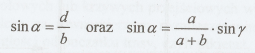 sin α = d/b oraz sin α = a/(a + b) · sin γ